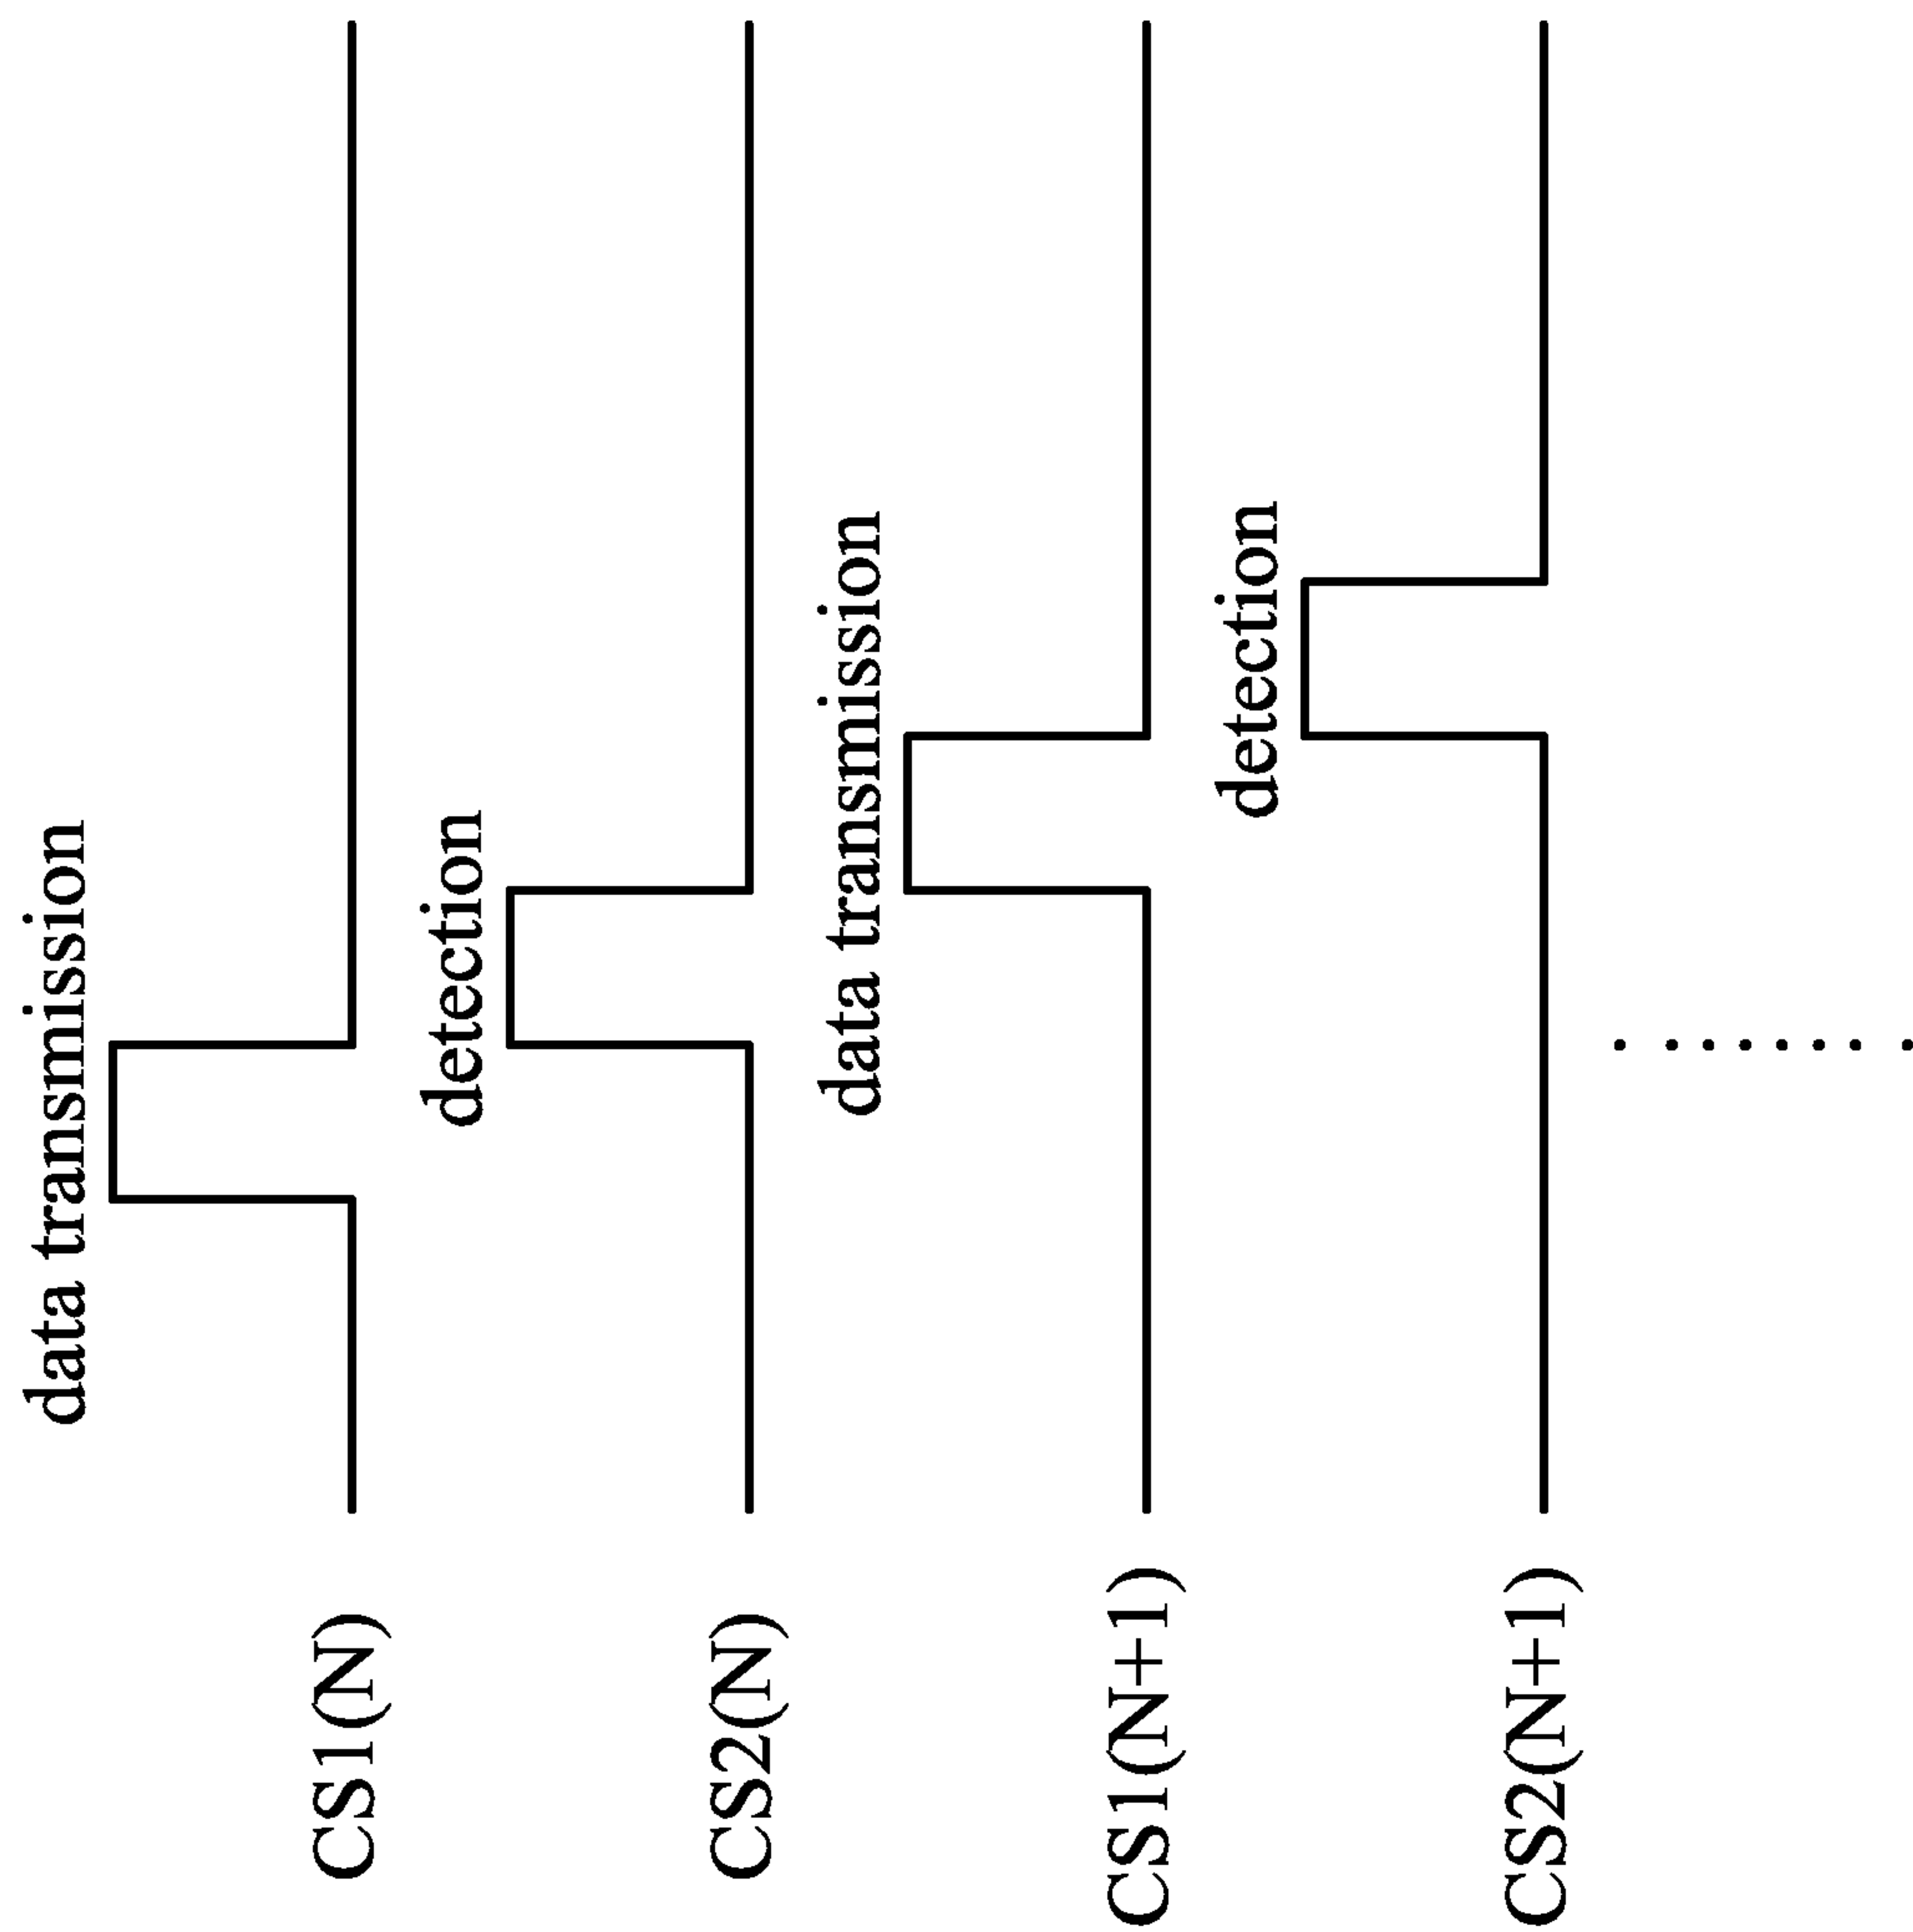 data transmission
CS1(N)
detection
CS2(N)
data transmission
CS1(N+1)
detection
CS2(N+1)